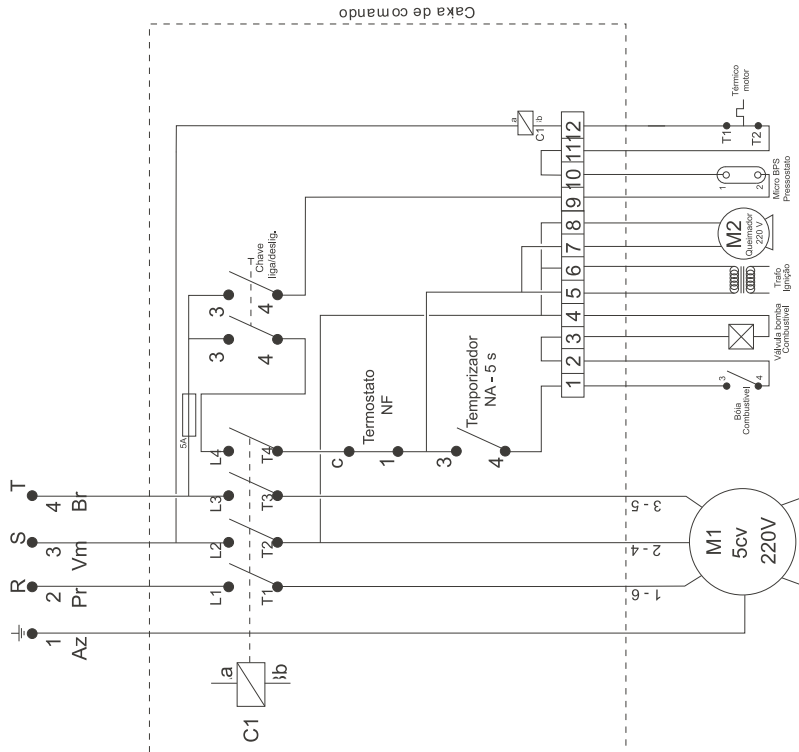 Caixa de comando
T
S
R
4
3
2
1
Br
Vm
Pr
Az
5A
L4
L3
L2
L1
T4
T3
T2
T1
3
3
4
4
Chave
liga/deslig.
C
1
Termostato
NF
3
4
Temporizador
NA - 5 s
a
b
C1
a
b
C1
12
11
10
9
8
7
6
5
4
3
2
1
T1
T2
Térmico
motor
1
2
Micro BPS
Pressostato
M2
Queimador
220 V
Trafo
Ignição
Válvula bomba
Combustível
3
4
Bóia
Combustível
3 - 5
2 - 4
1 - 6
M1
5cv
220V